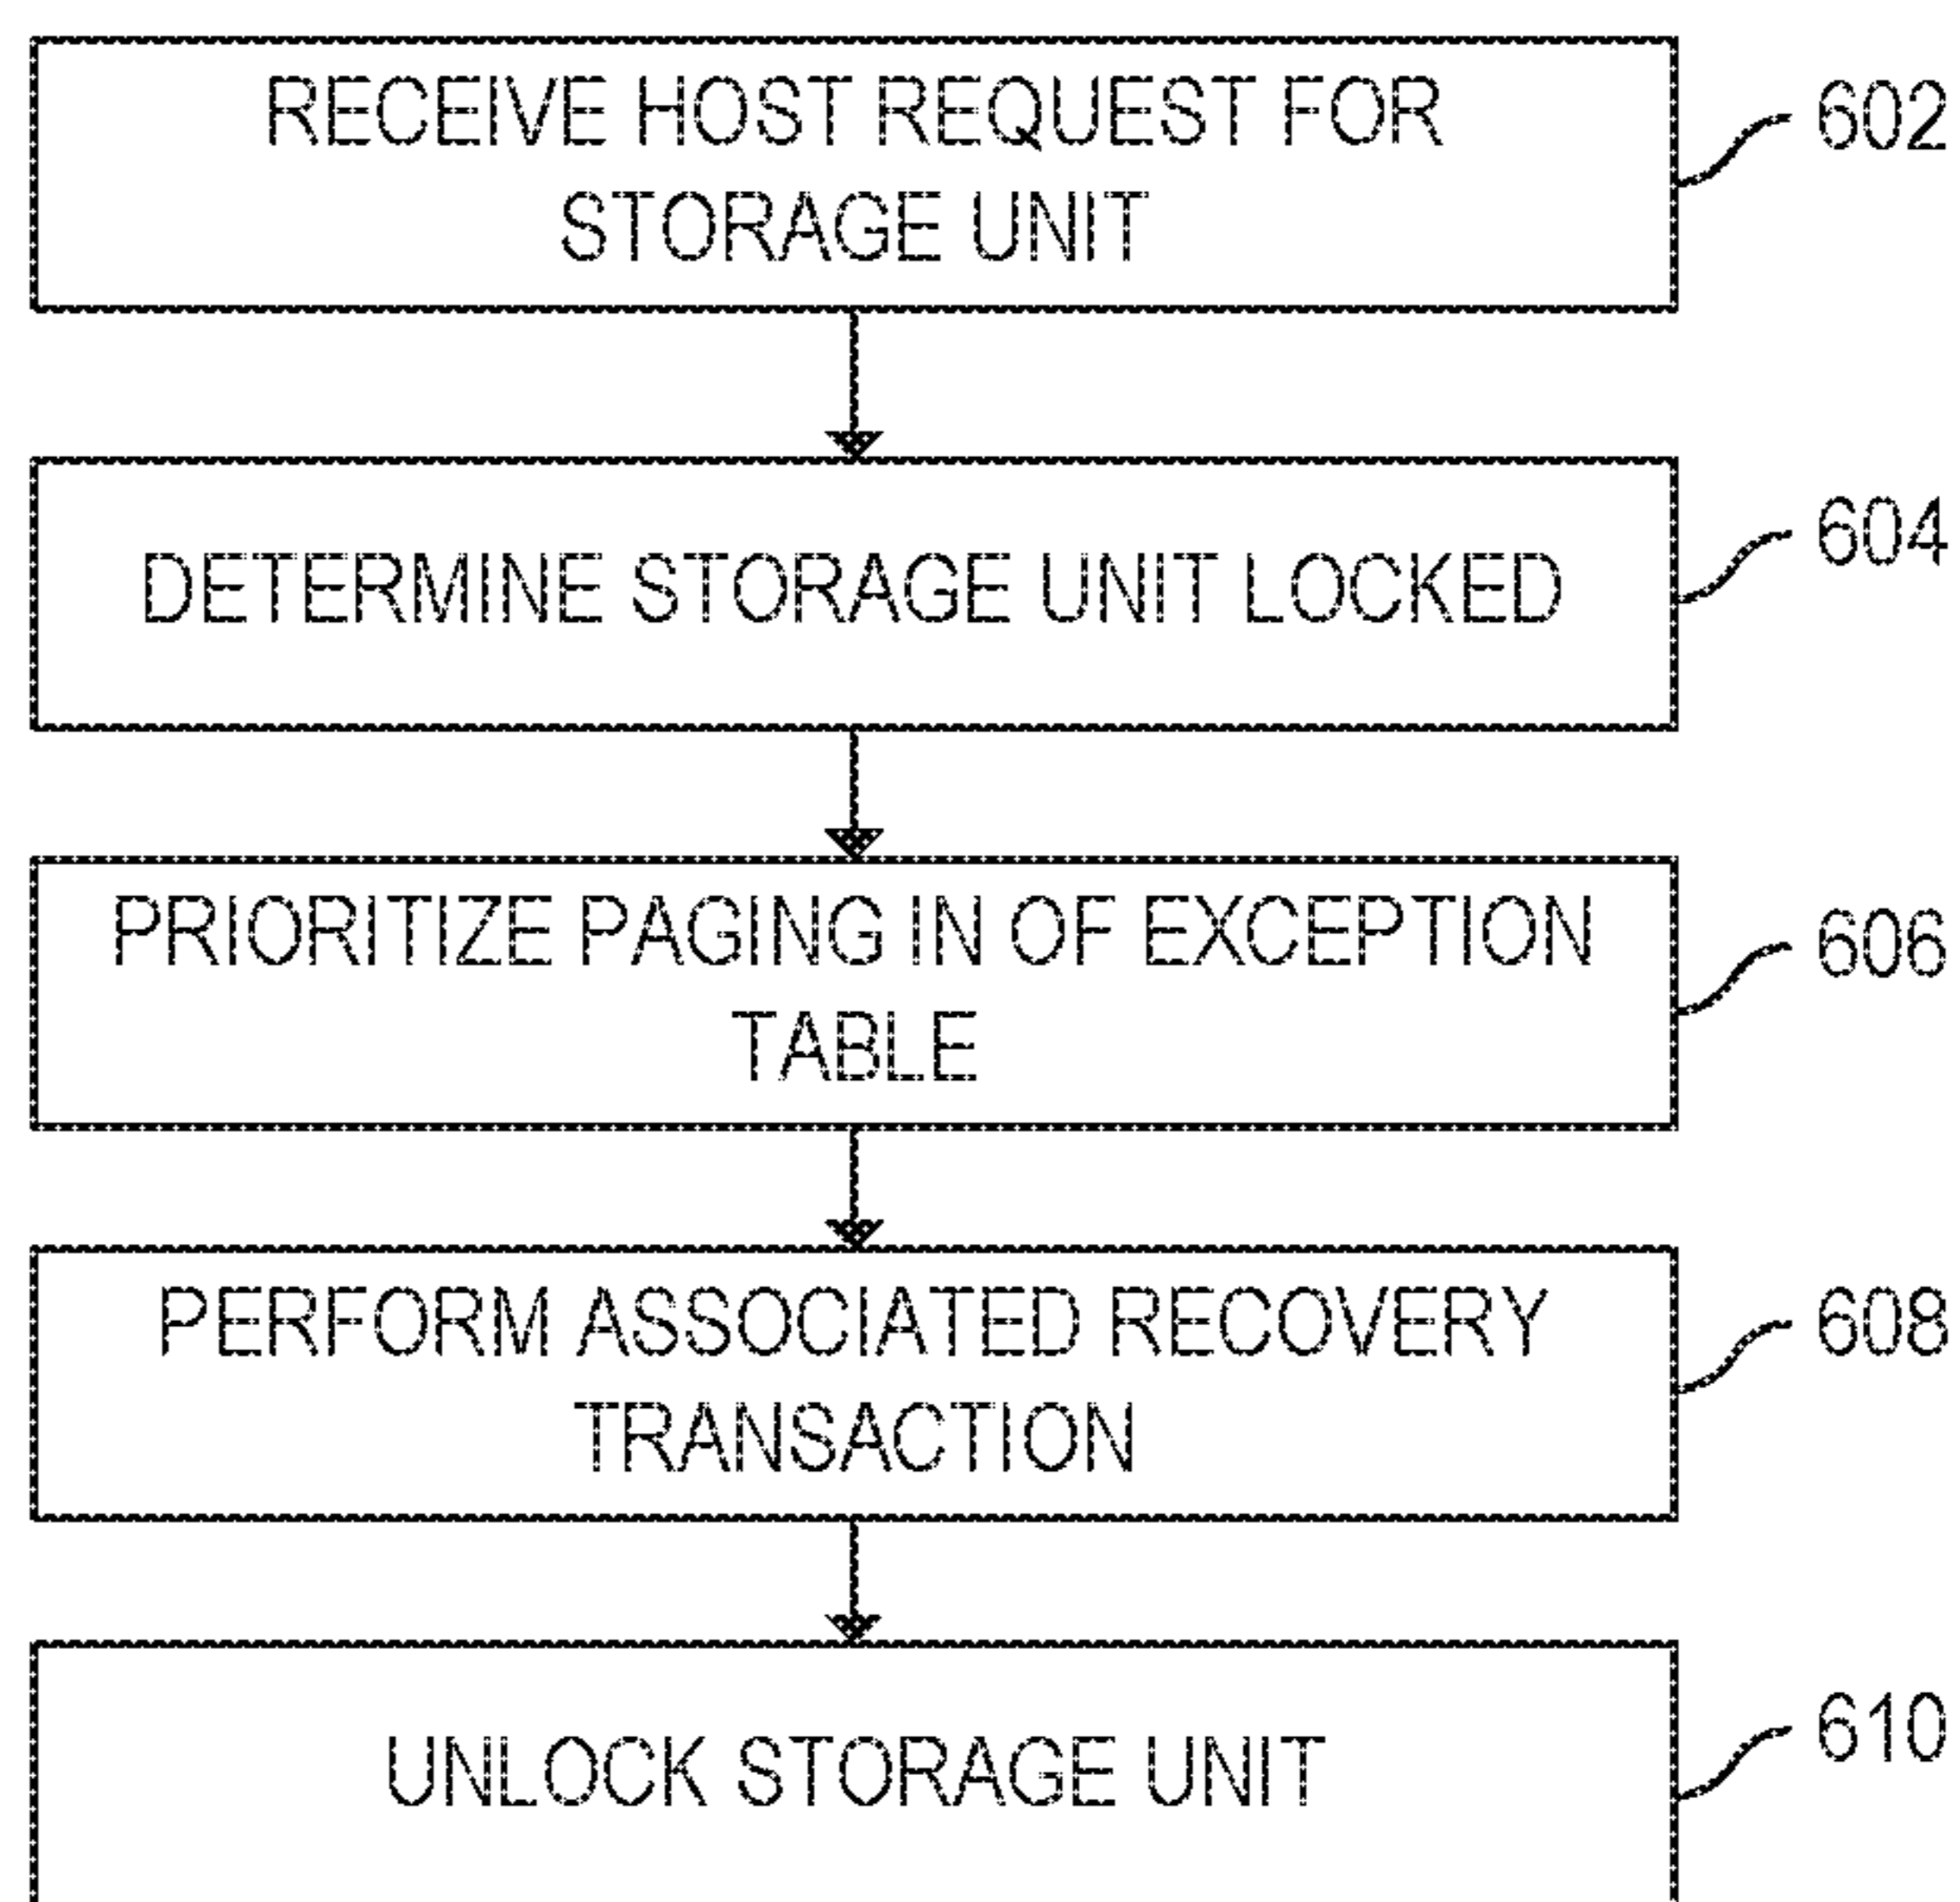 RECEIVE HOST REQUEST FOR
STORAGE UNIT
602
DETERMINE STORAGE UNIT LOCKED
604
PRIORITIZE PAGING IN OF EXCEPTION
TABLE
606
PERFORM ASSOCIATED RECOVERY
TRANSACTION
608
UNLOCK STORAGE UNIT
610